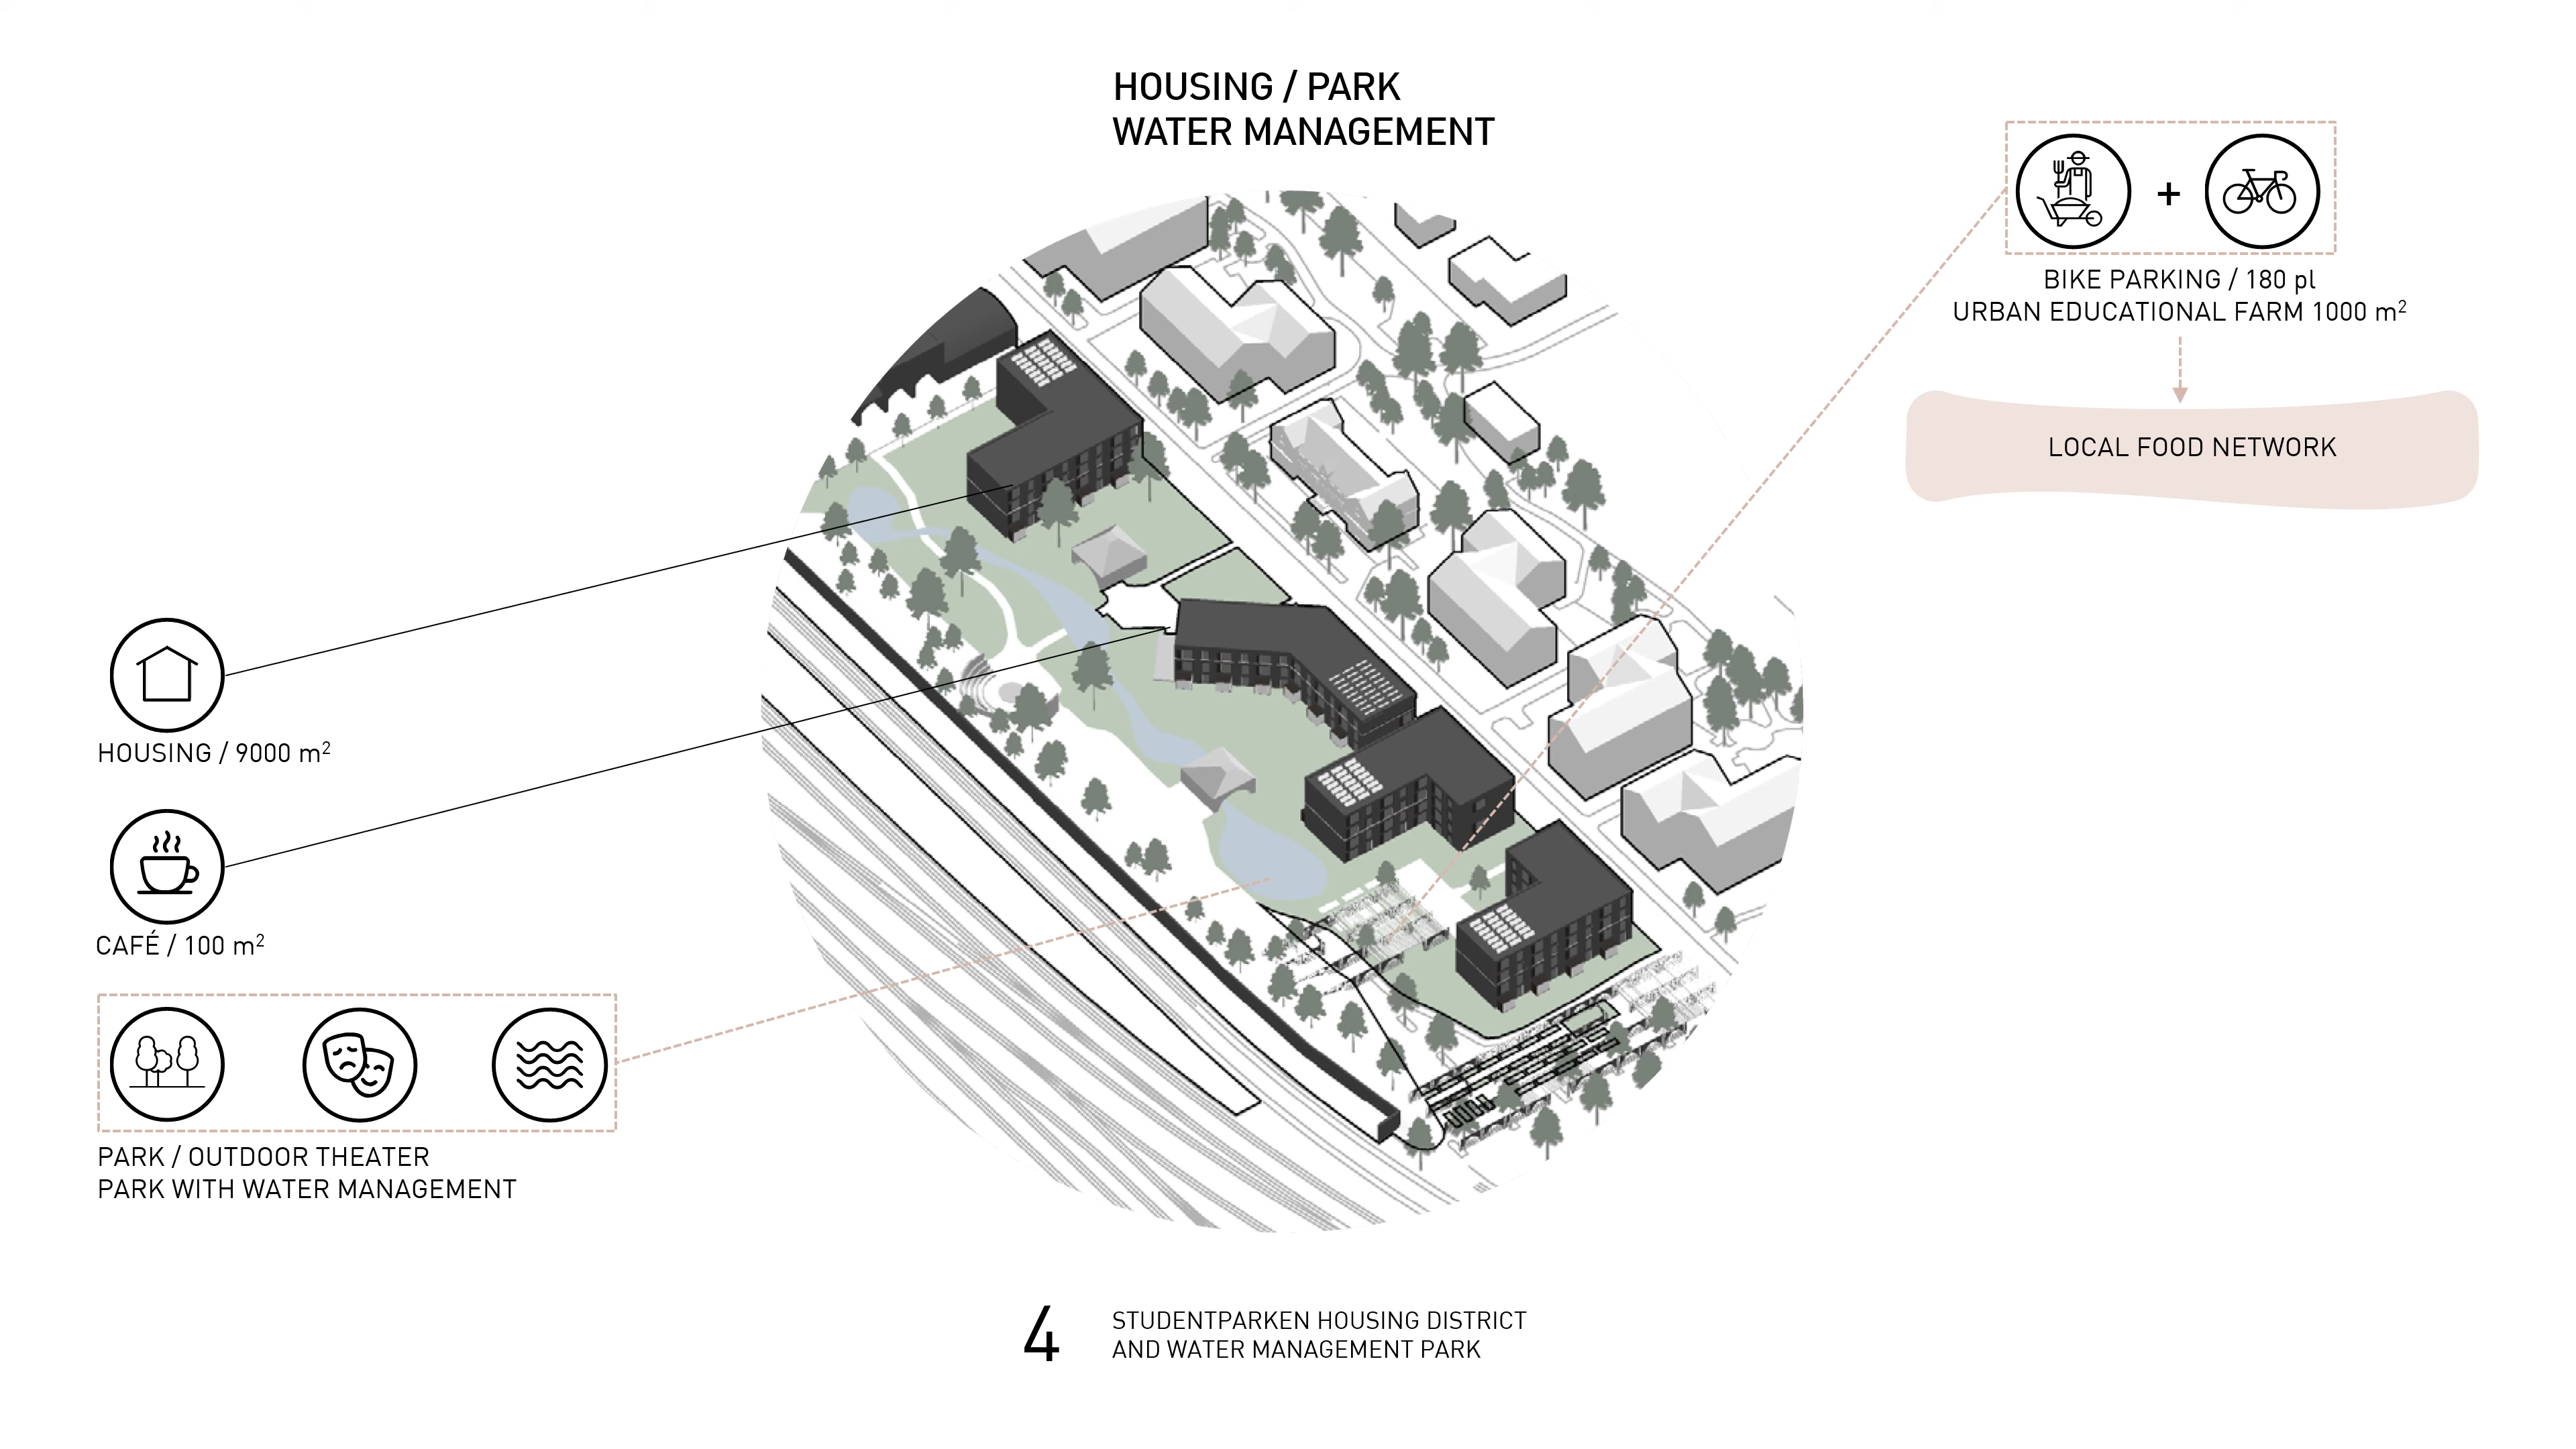 HOUSING / PARK
WATER MANAGEMENT
+
BIKE PARKING / 180 pl
URBAN EDUCATIONAL FARM 1000 m²
LOCAL FOOD NETWORK
HOUSING / 9000 m²
CAFÉ / 100 m²
PARK / OUTDOOR THEATER
PARK WITH WATER MANAGEMENT
4
STUDENTPARKEN HOUSING DISTRICT
AND WATER MANAGEMENT PARK